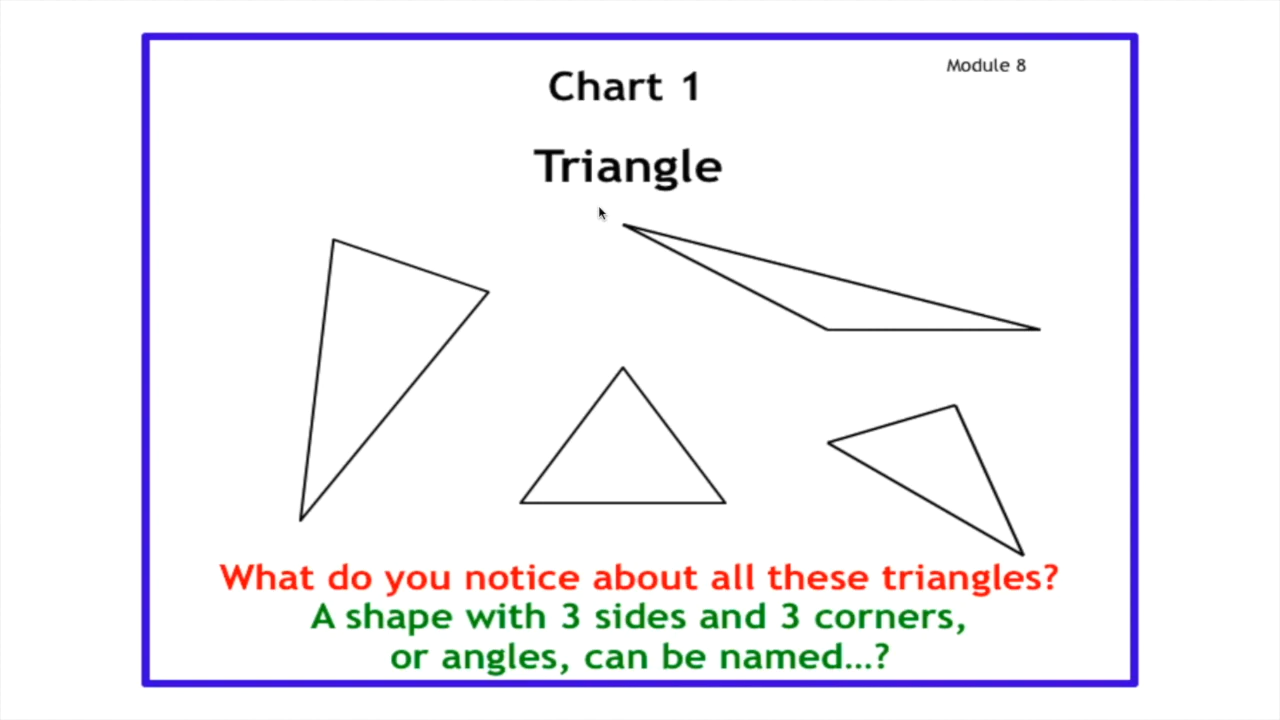 Module 8
Chart 1
Triangle
What do you notice about all these triangles?
A shape with 3 sides and 3 corners,
or angles, can be named...?